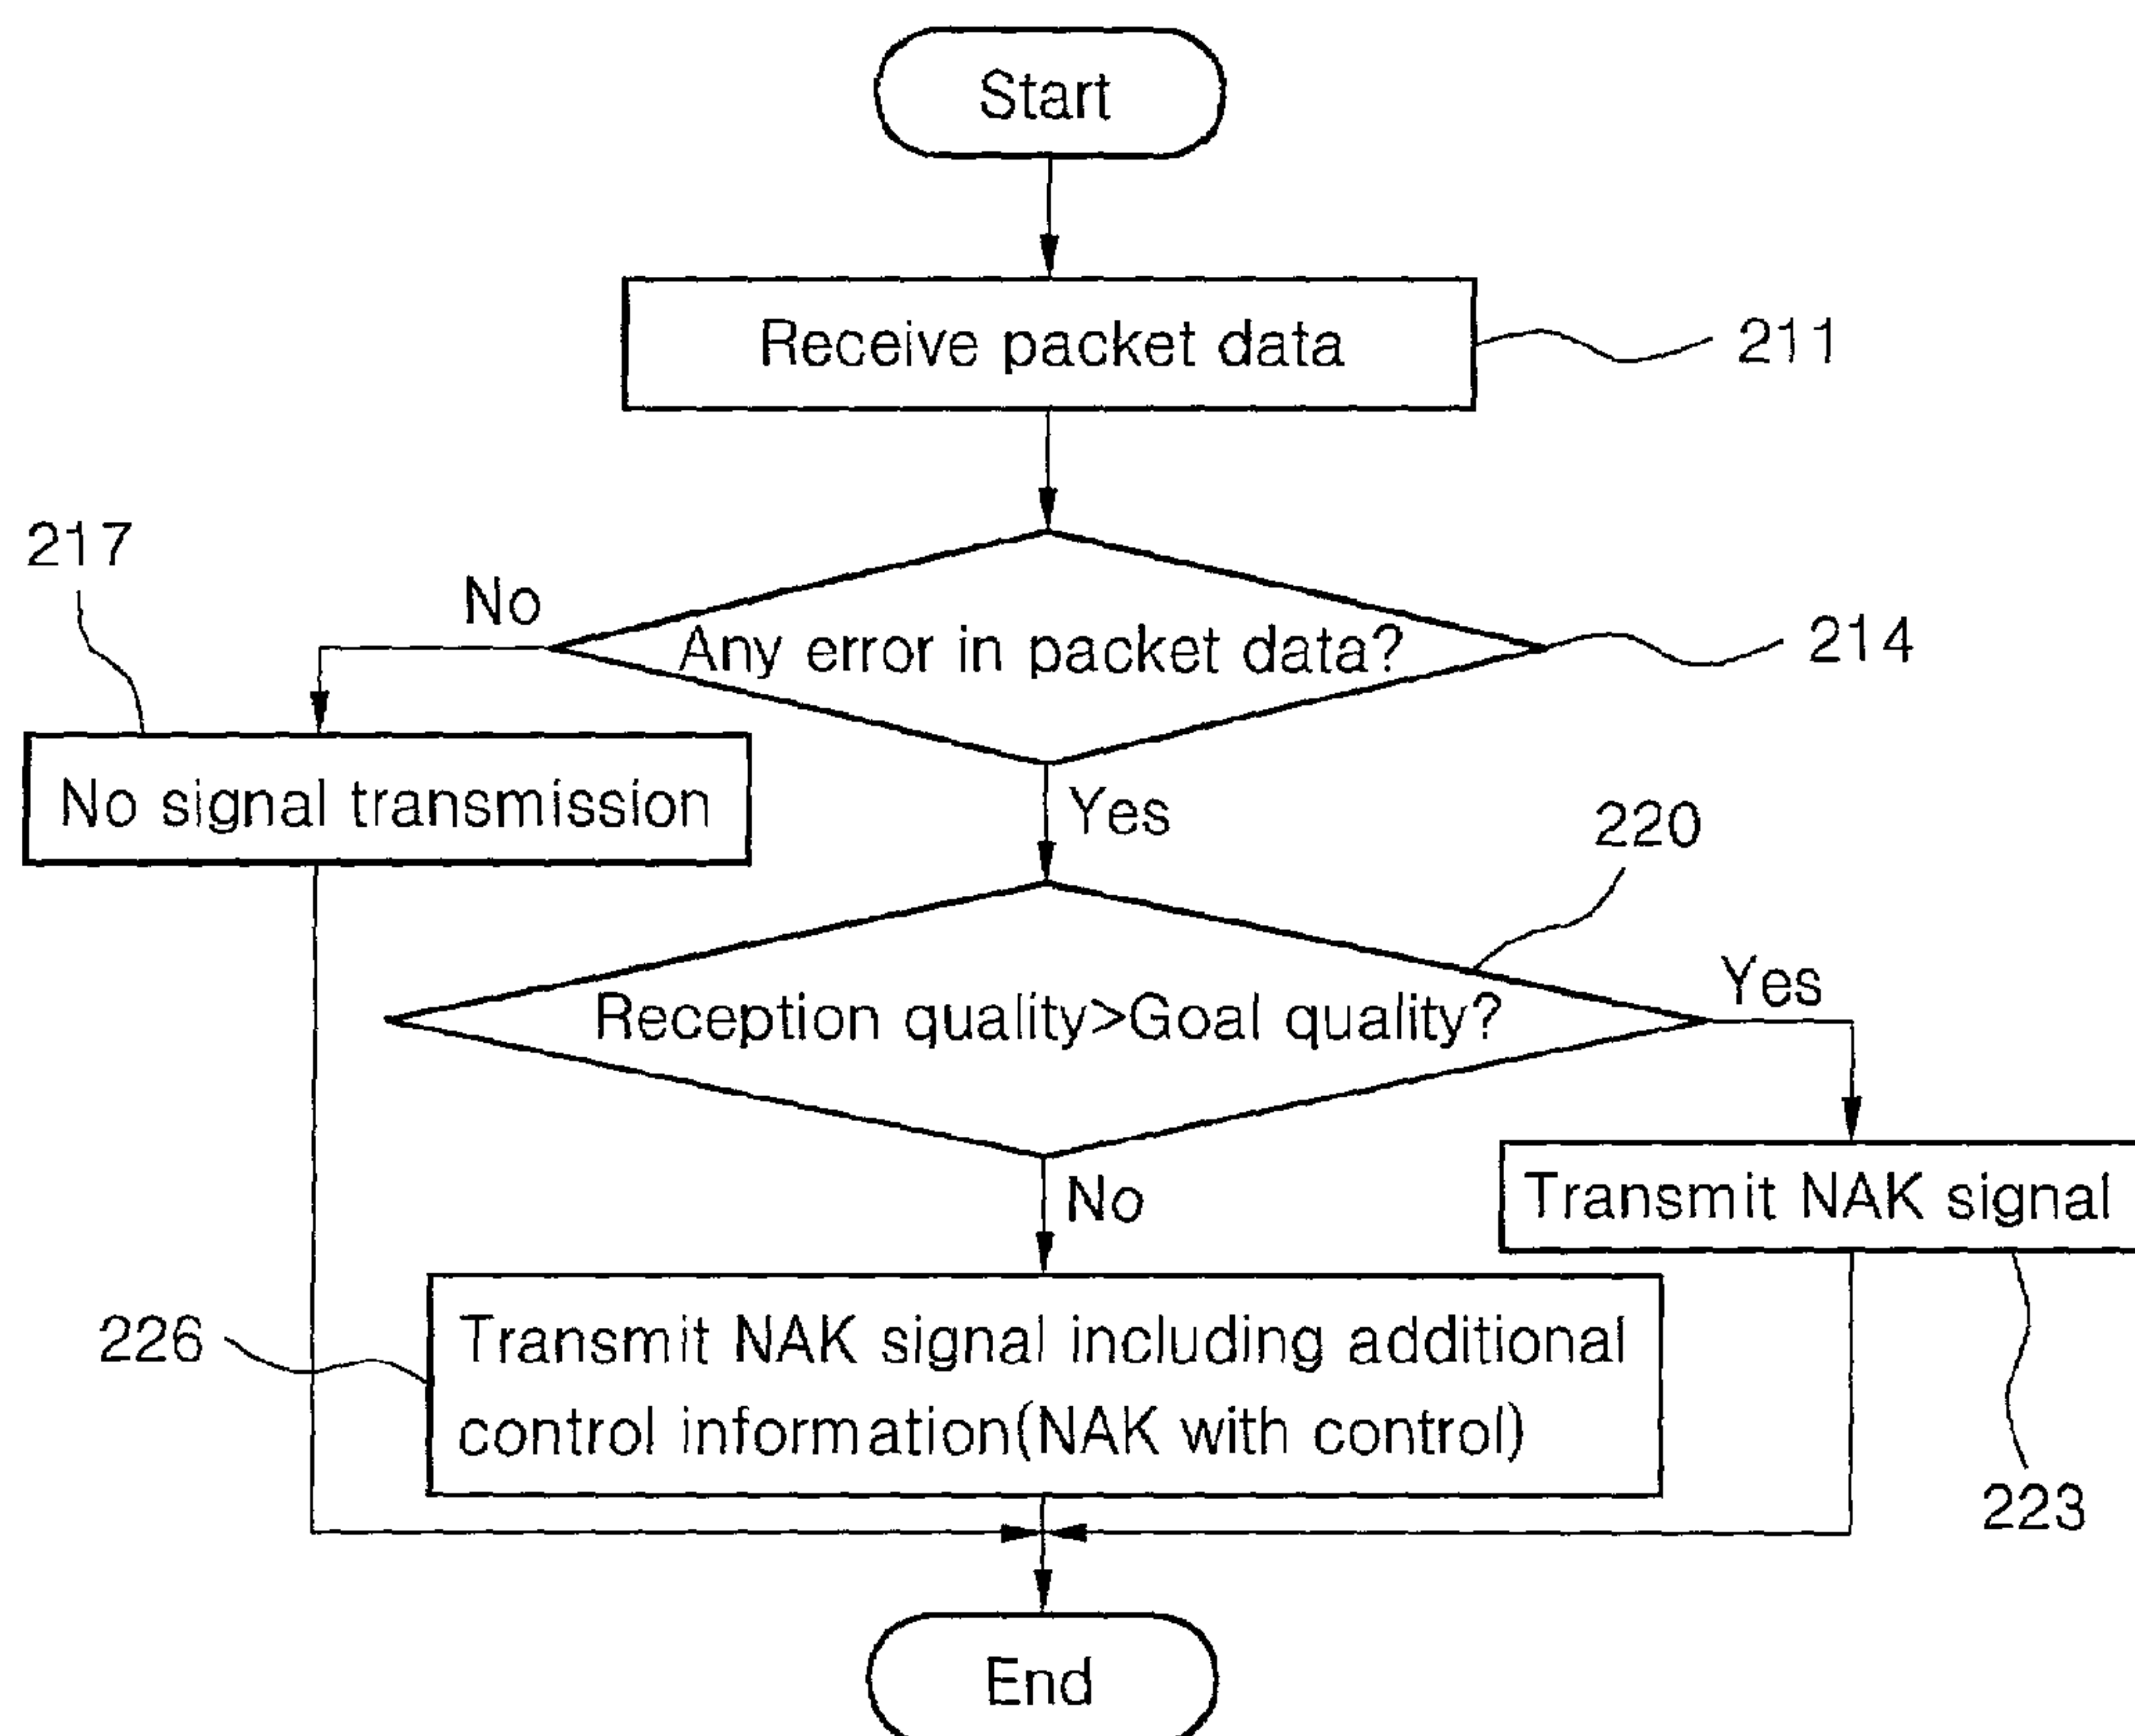 Start
Receive packet data
211
217
No
Any error in packet data?
214
No signal transmission
Yes
220
Reception quality>Goal quality?
Yes
No
Transmit NAK signal
226
Transmit NAK signal including additional
control information(NAK with control)
223
End